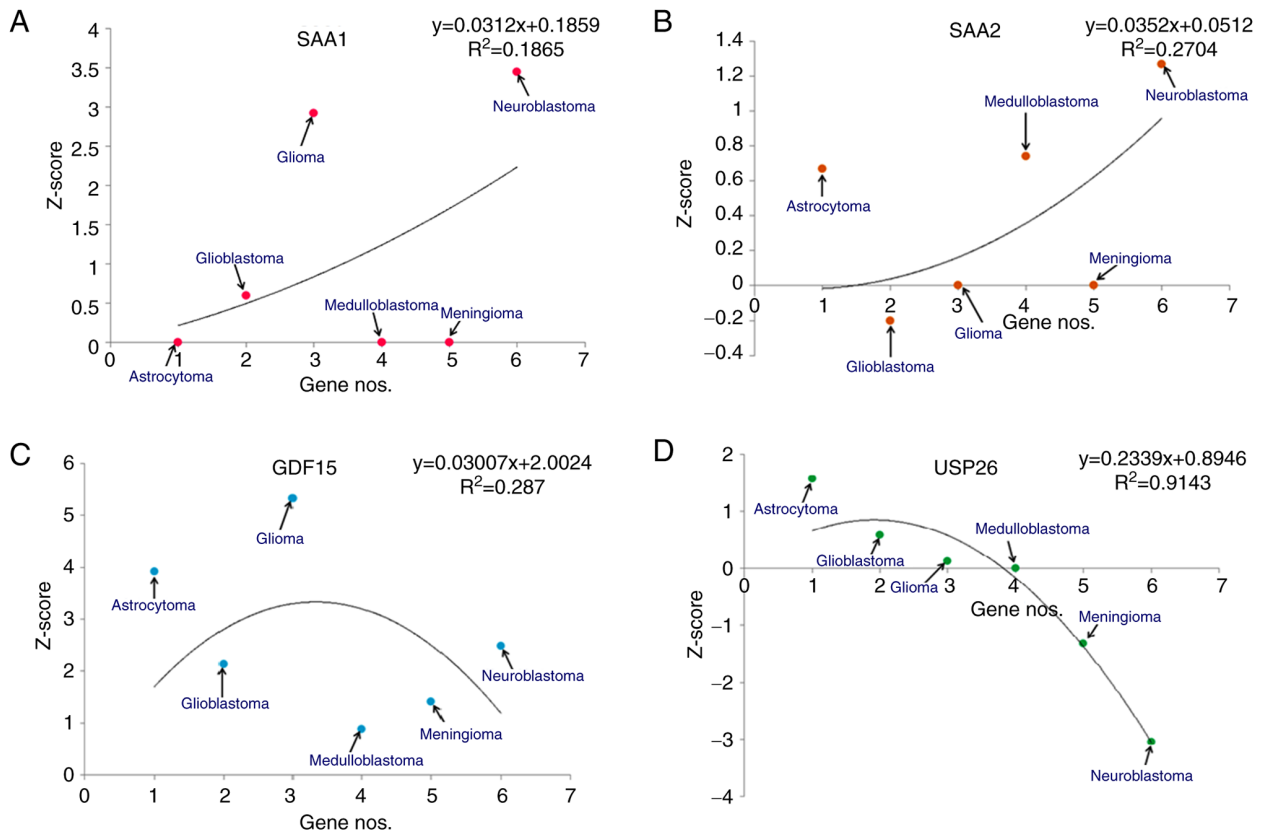 A
SAA1
y=0.0312x+0.1859
R²=0.1865
4
3.5
3
2.5
2
1.5
1
0.5
0
Z-score
Neuroblastoma
Glioma
Glioblastoma
Medulloblastoma
Meningioma
Astrocytoma
0 1 2 3 4 5 6 7
Gene nos.
B
SAA2
y=0.0352x+0.0512
R²=0.2704
1.4
1.2
1
0.8
0.6
0.4
0.2
0
−0.2
−0.4
Z-score
Medulloblastoma
Neuroblastoma
Astrocytoma
Meningioma
0 1 2 3 4 5 6 7
Gene nos.
Glioma
Glioblastoma
C
GDF15
y=0.03007x+2.0024
R²=0.287
6
5
4
3
2
1
0
Z-score
Glioma
Astrocytoma
Neuroblastoma
Glioblastoma
Meningioma
Medulloblastoma
0 1 2 3 4 5 6 7
Gene nos.
D
USP26
y=0.2339x+0.8946
R²=0.9143
2
1
0
−1
−2
−3
−4
Z-score
Astrocytoma
Medulloblastoma
Glioblastoma
Glioma
0 1 2 3 4 5 6 7
Gene nos.
Meningioma
Neuroblastoma